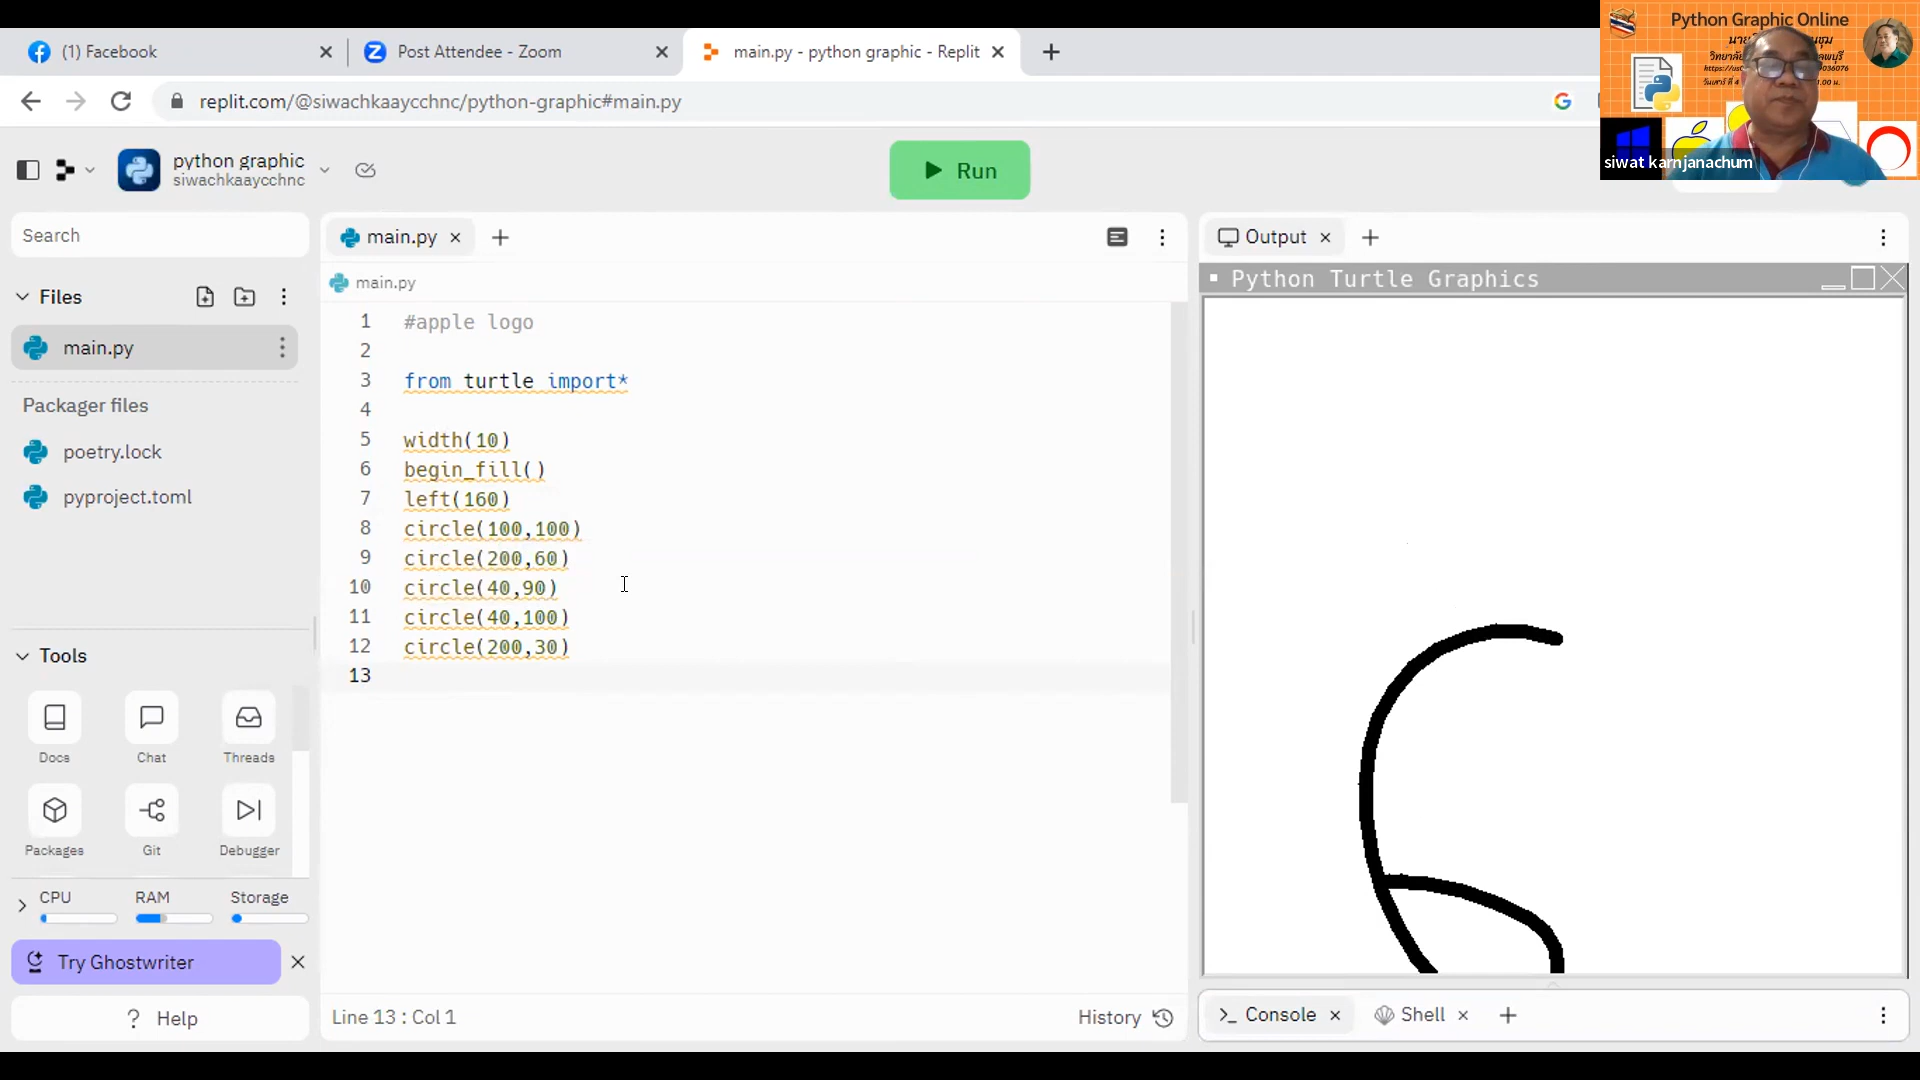 (1) Facebook
Post Attendee - Zoom
main.py - python graphic - Replit
replit.com/@siwachkaaycchnc/python-graphic#main.py
Python Graphic Online
siwat karnjanachum
python graphic
siwachkaaycchnc
Run
Search
Files
main.py
Packager files
poetry.lock
pyproject.toml
Tools
Docs
Chat
Threads
Packages
Git
Debugger
CPU
RAM
Storage
Try Ghostwriter
? Help
main.py
main.py
1 #apple logo
2
3 from turtle import*
4
5 width(10)
6 begin_fill()
7 left(160)
8 circle(100,100)
9 circle(200,60)
10 circle(40,90)
11 circle(40,100)
12 circle(200,30)
13
Line 13 : Col 1
History
Output
Python Turtle Graphics
Console
Shell